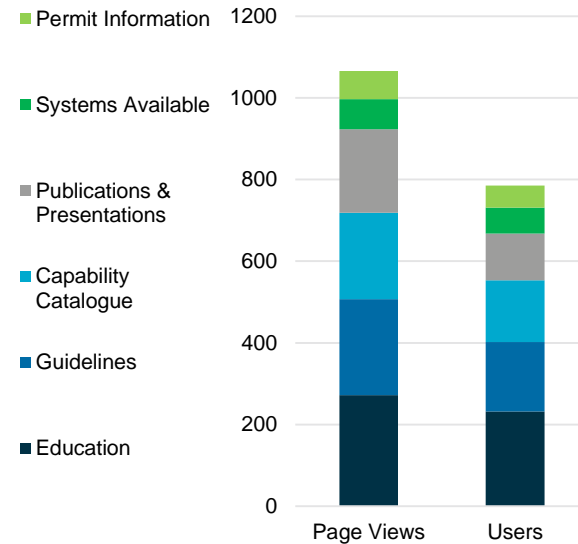 Permit Information
Systems Available
Publications &
Presentations
Capability
Catalogue
Guidelines
Education
1200
1000
800
600
400
200
0
Page Views
Users